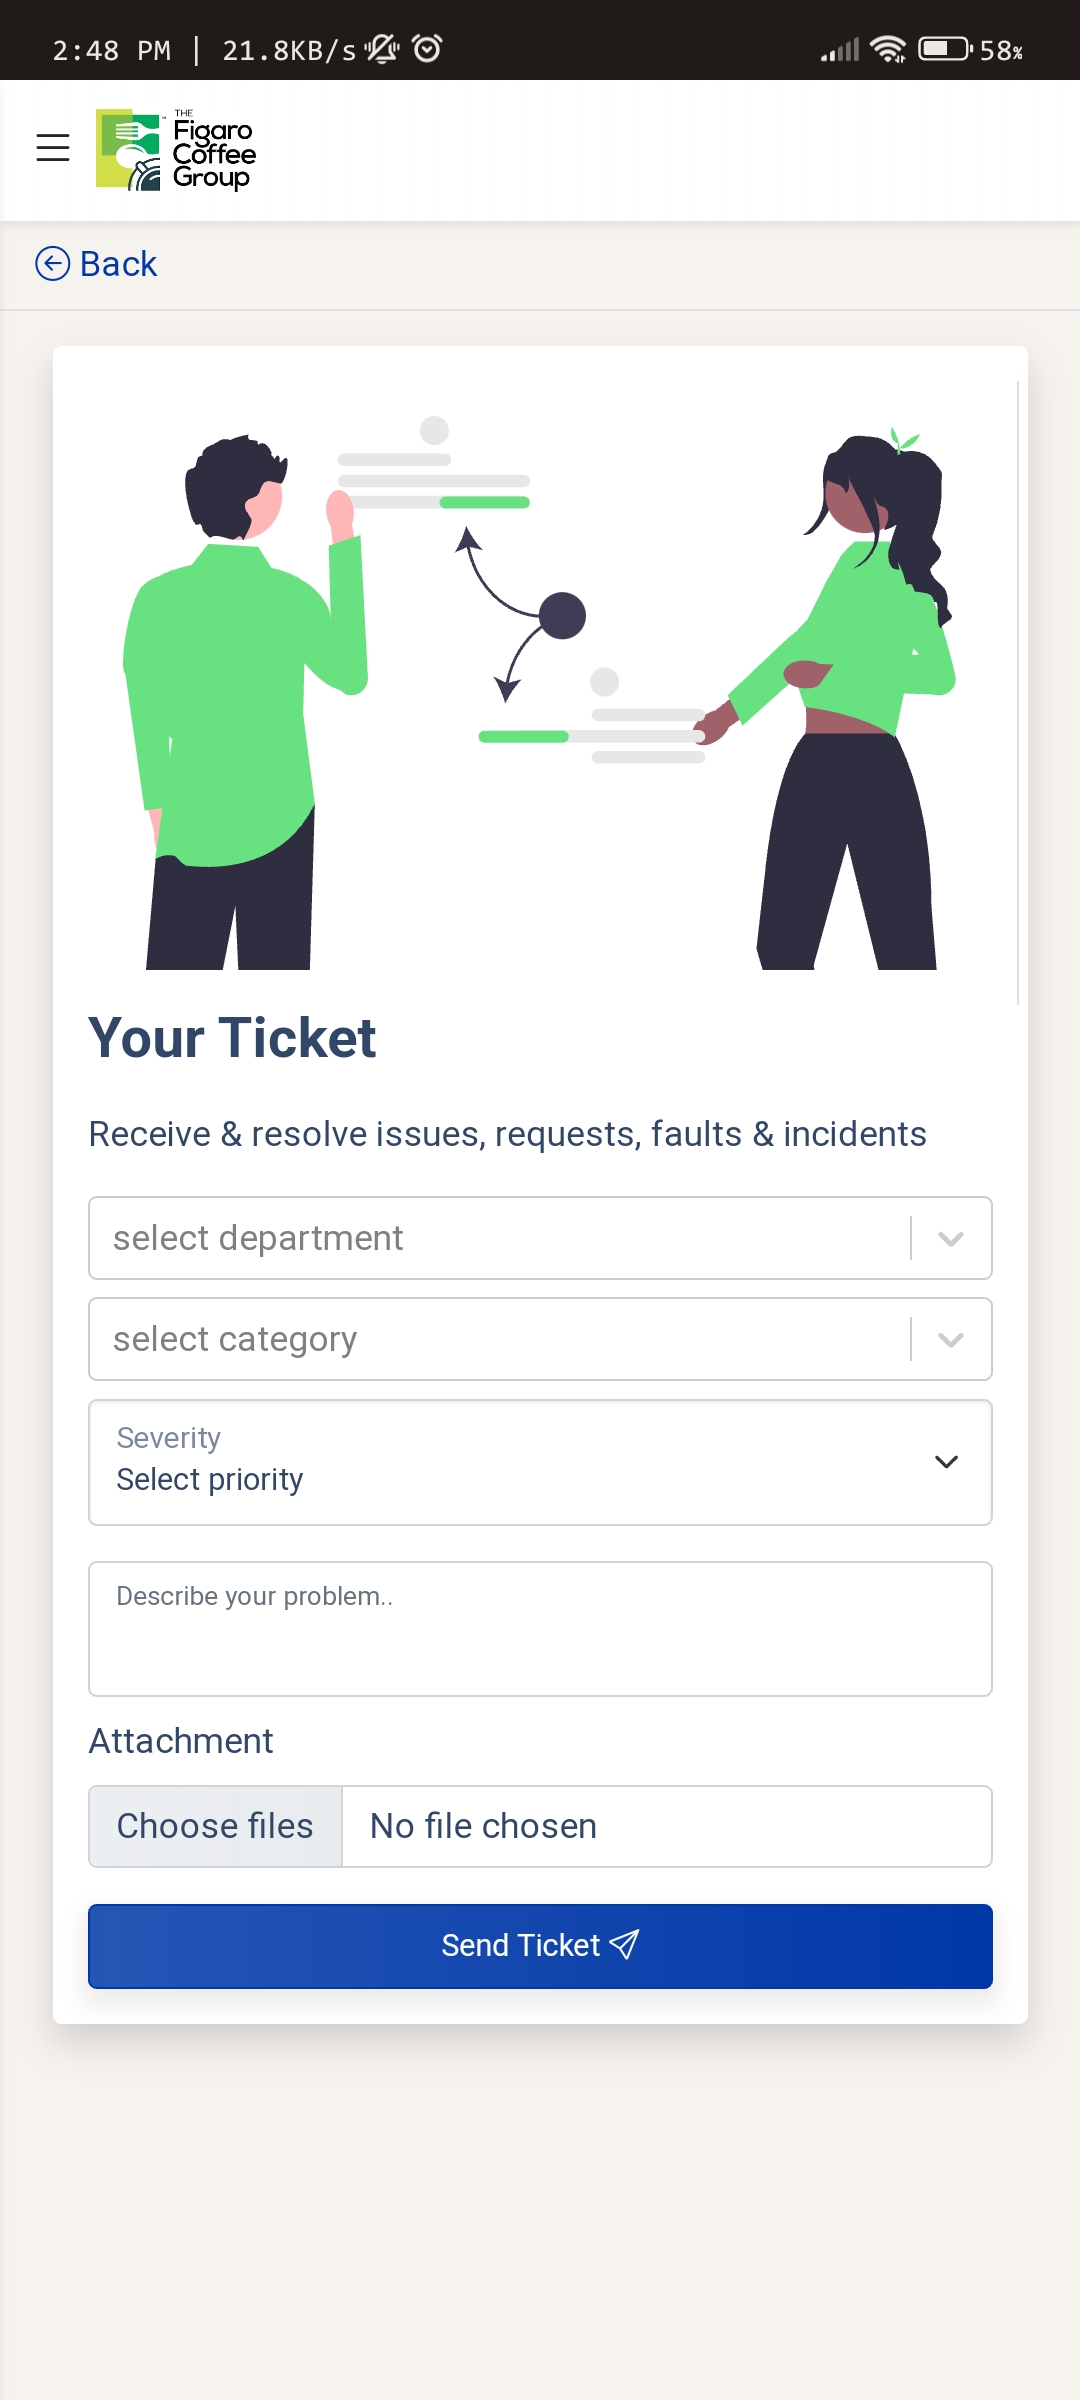 2:48 PM | 21.8KB/s
58%
THE
Figaro
Coffee
Group
Back
Your Ticket
Receive & resolve issues, requests, faults & incidents
select department
select category
Severity
Select priority
Describe your problem..
Attachment
Choose files No file chosen
Send Ticket